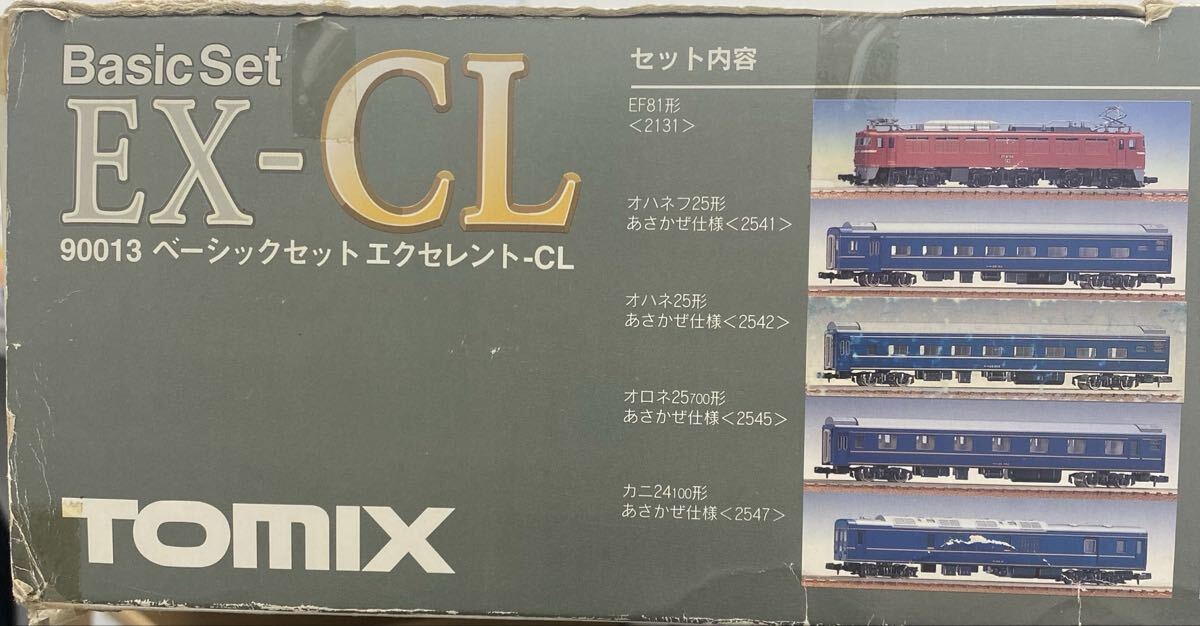 Basic Set
EX-CL
90013 ベーシックセット エクセレント-CL
TOMIX
セット内容
EF81形
<2131>
オハネフ25形
あさかぜ仕様<2541>
オハネ25形
あさかぜ仕様<2542>
オロネ25700形
あさかぜ仕様<2545>
カニ24100形
あさかぜ仕様<2547>